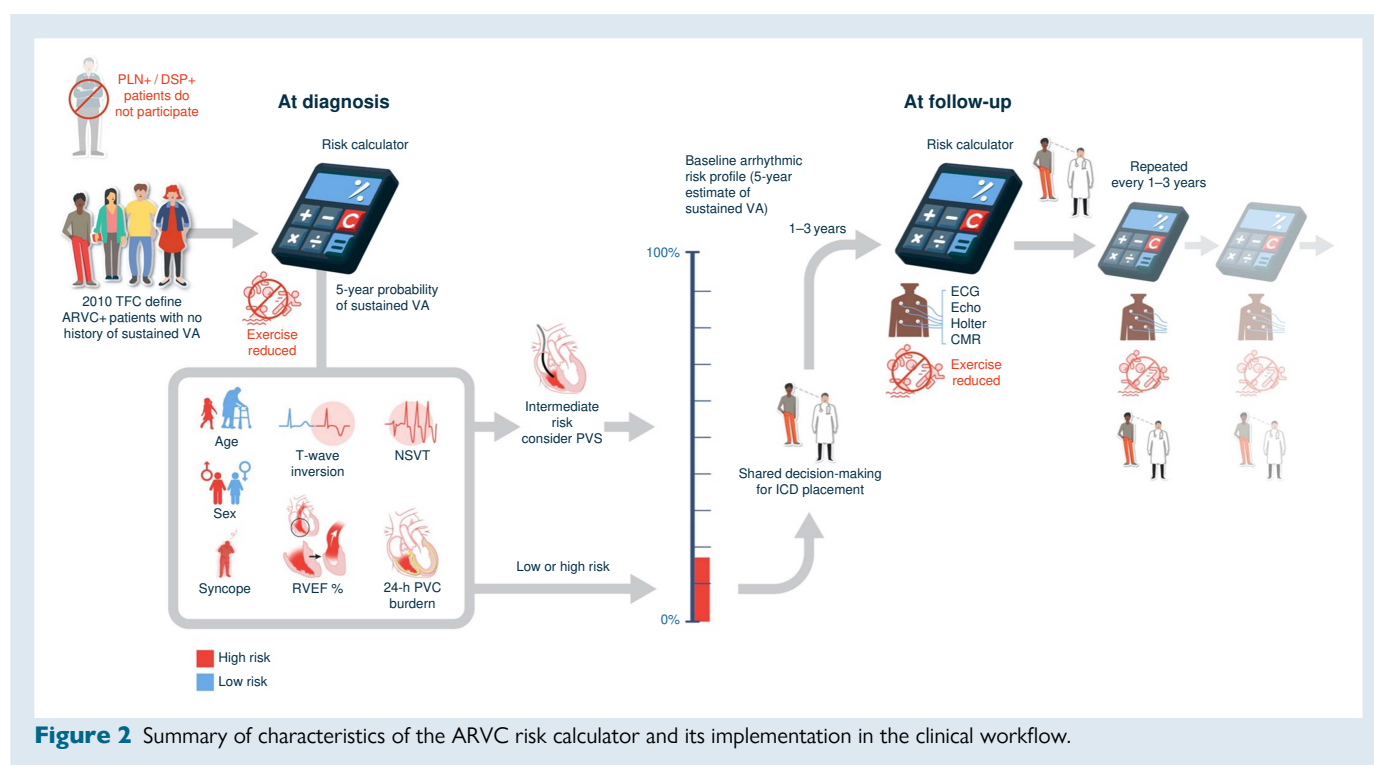 PLN+ / DSP+
patients do
not participate
At diagnosis
Risk calculator
%
+ − C
× ÷ =
2010 TFC define
ARVC+ patients with no
history of sustained VA
Exercise
reduced
5-year probability
of sustained VA
Age
T-wave
inversion
NSVT
Sex
Syncope
RVEF %
24-h PVC
burdern
High risk
Low risk
Intermediate
risk
consider PVS
Low or high risk
Baseline arrhythmic
risk profile (5-year
estimate of
sustained VA)
100%
0%
At follow-up
1–3 years
Shared decision-making
for ICD placement
Risk calculator
%
+ − C
× ÷ =
ECG
Echo
Holter
CMR
Exercise
reduced
Repeated
every 1–3 years
%
+ − C
× ÷ =
%
+ − C
× ÷ =
Figure 2 Summary of characteristics of the ARVC risk calculator and its implementation in the clinical workflow.